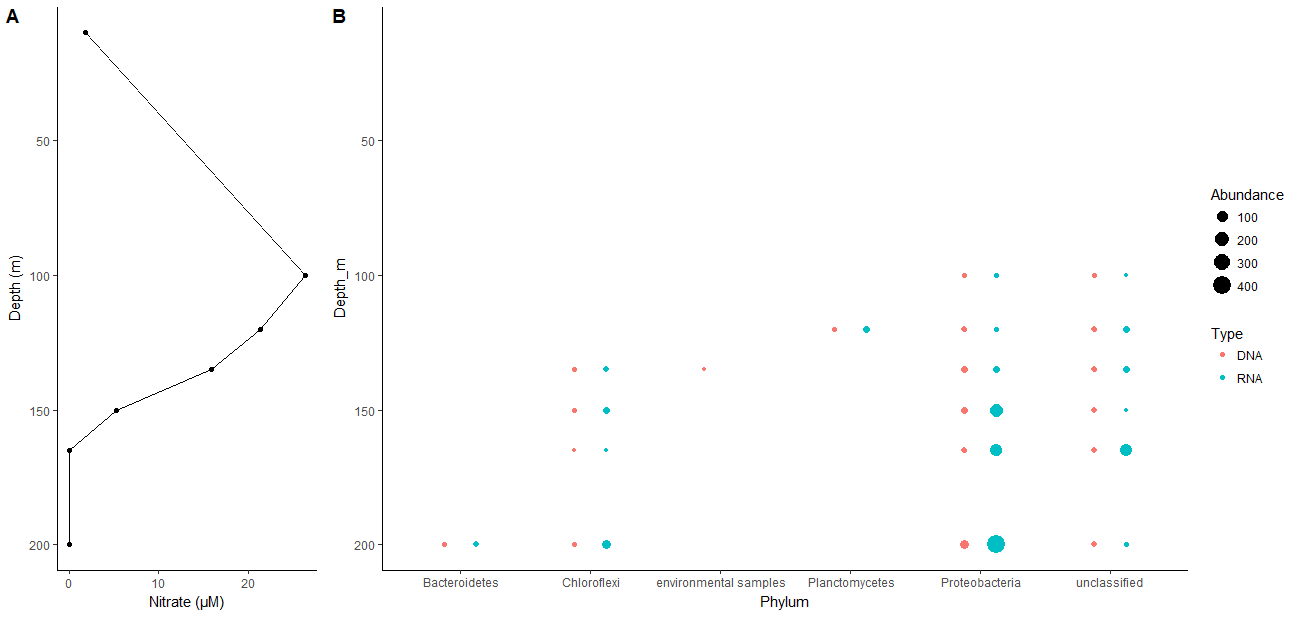 A
Depth (m)
50
100
150
200
0 10 20
Nitrate (µM)
B
Depth_m
50
100
150
200
Bacteroidetes Chloroflexi environmental samples Planctomycetes Proteobacteria unclassified
Phylum
Abundance
100
200
300
400
Type
DNA
RNA